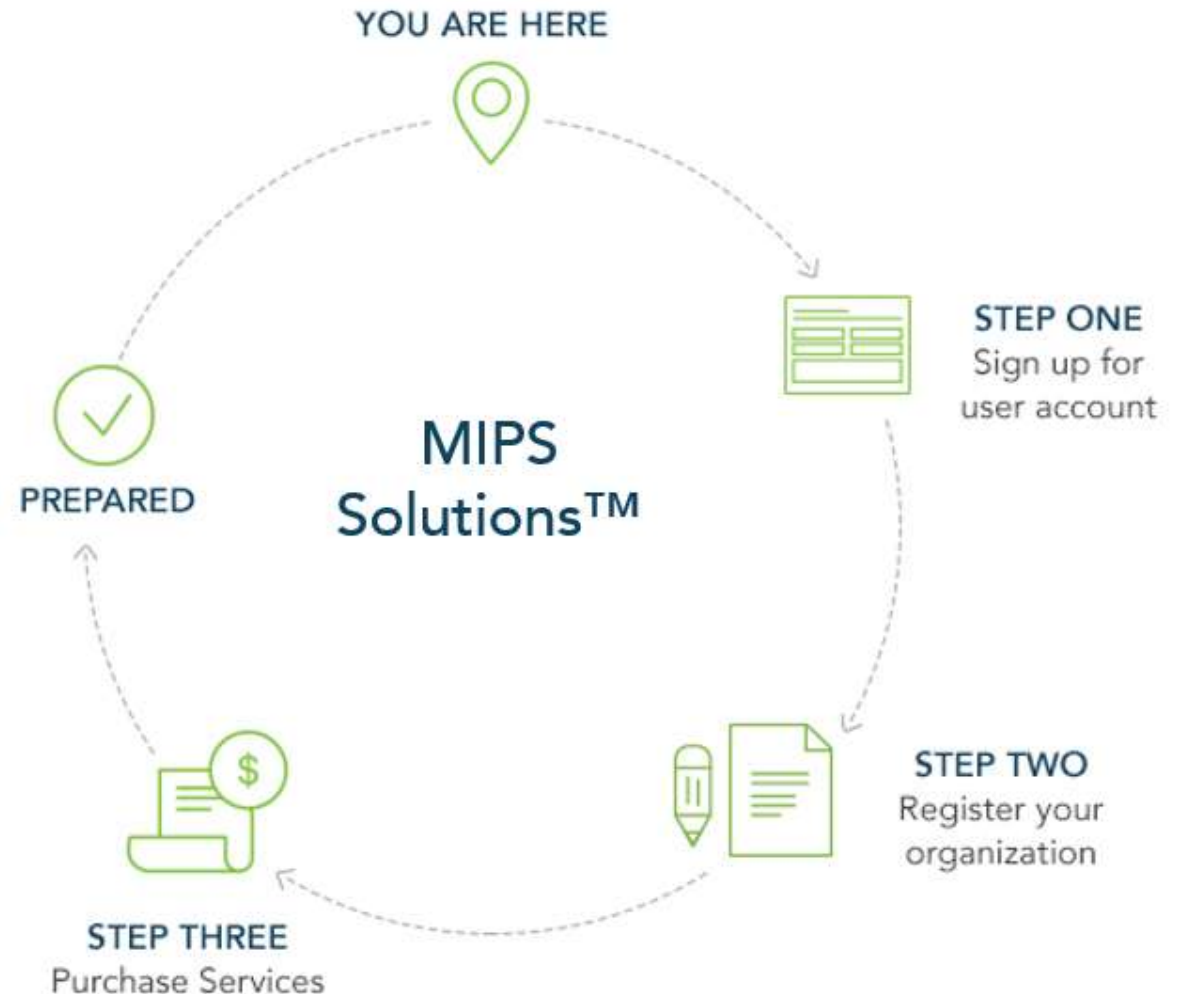 YOU ARE HERE
STEP ONE
Sign up for
user account
MIPS
Solutions™
PREPARED
$
STEP TWO
Register your
organization
STEP THREE
Purchase Services